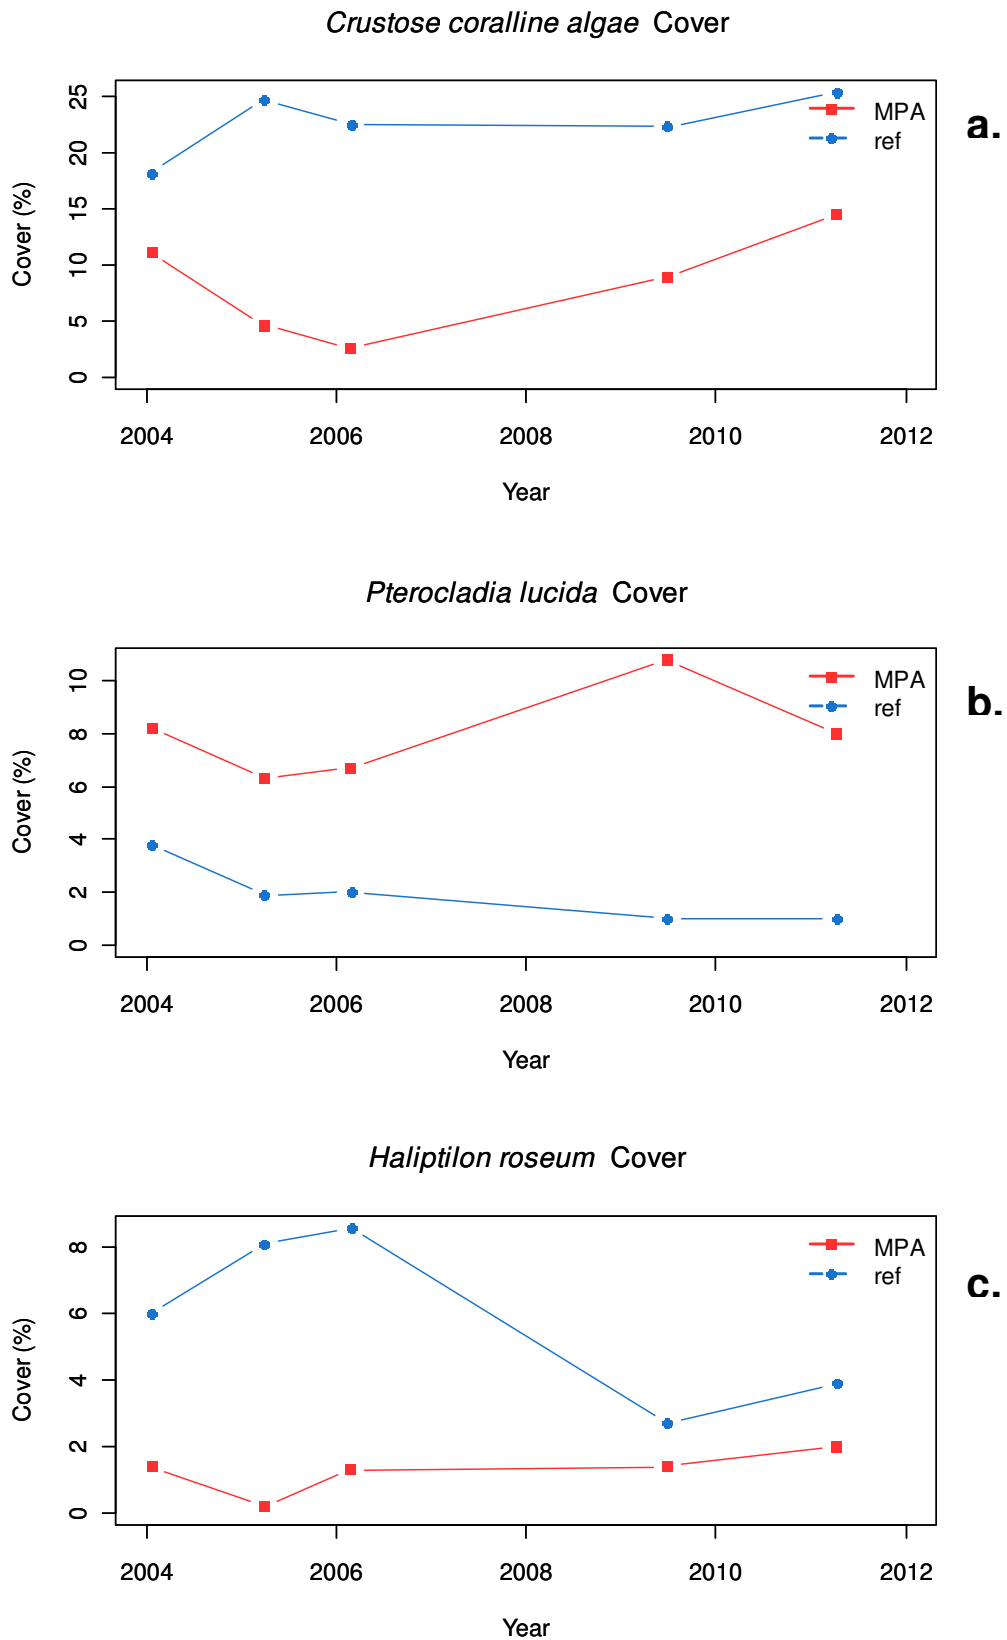 Crustose coralline algae Cover
25
20
15
10
5
0
Cover (%)
MPA
ref
a.
2004 2006 2008 2010 2012
Year
Pterocladia lucida Cover
10
8
6
4
2
0
Cover (%)
MPA
ref
b.
2004 2006 2008 2010 2012
Year
Haliptilon roseum Cover
8
6
4
2
0
Cover (%)
MPA
ref
c.
2004 2006 2008 2010 2012
Year